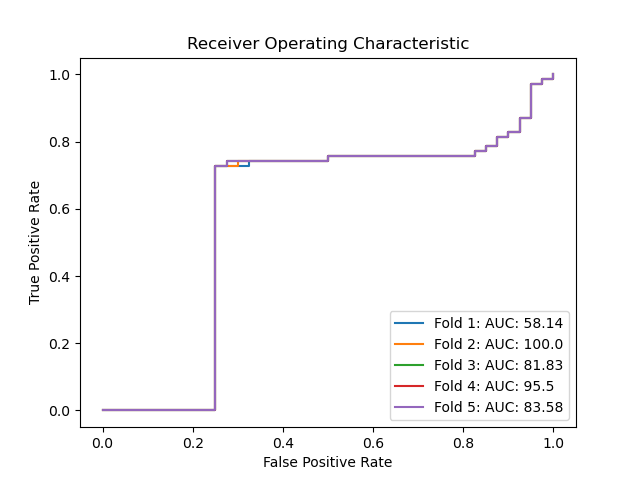 Receiver Operating Characteristic
1.0
0.8
0.6
0.4
0.2
0.0
True Positive Rate
Fold 1: AUC: 58.14
Fold 2: AUC: 100.0
Fold 3: AUC: 81.83
Fold 4: AUC: 95.5
Fold 5: AUC: 83.58
0.0 0.2 0.4 0.6 0.8 1.0
False Positive Rate